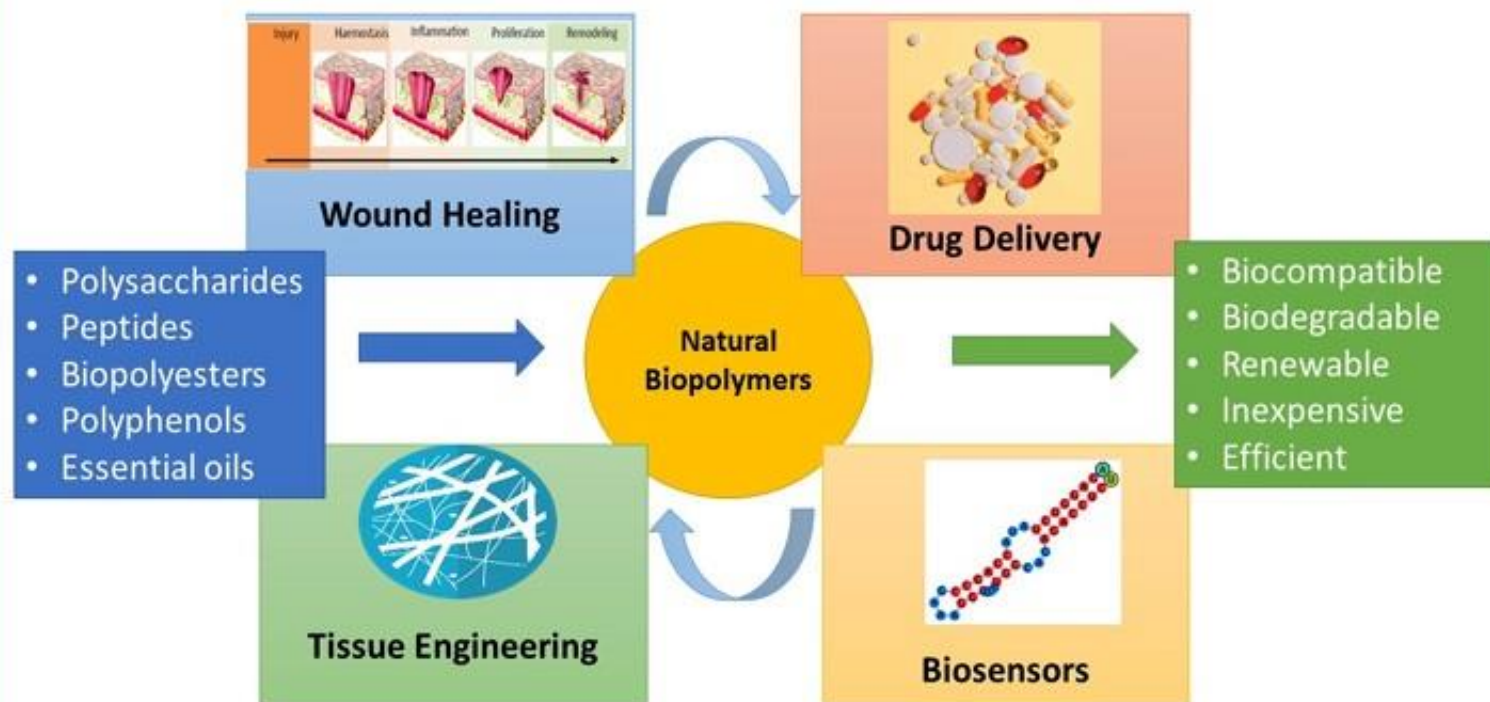 Injury
Haemostasis
Inflammation
Proliferation
Remodeling
Wound Healing
Drug Delivery
• Polysaccharides
• Peptides
• Biopolyesters
• Polyphenols
• Essential oils
Natural
Biopolymers
• Biocompatible
• Biodegradable
• Renewable
• Inexpensive
• Efficient
Tissue Engineering
Biosensors